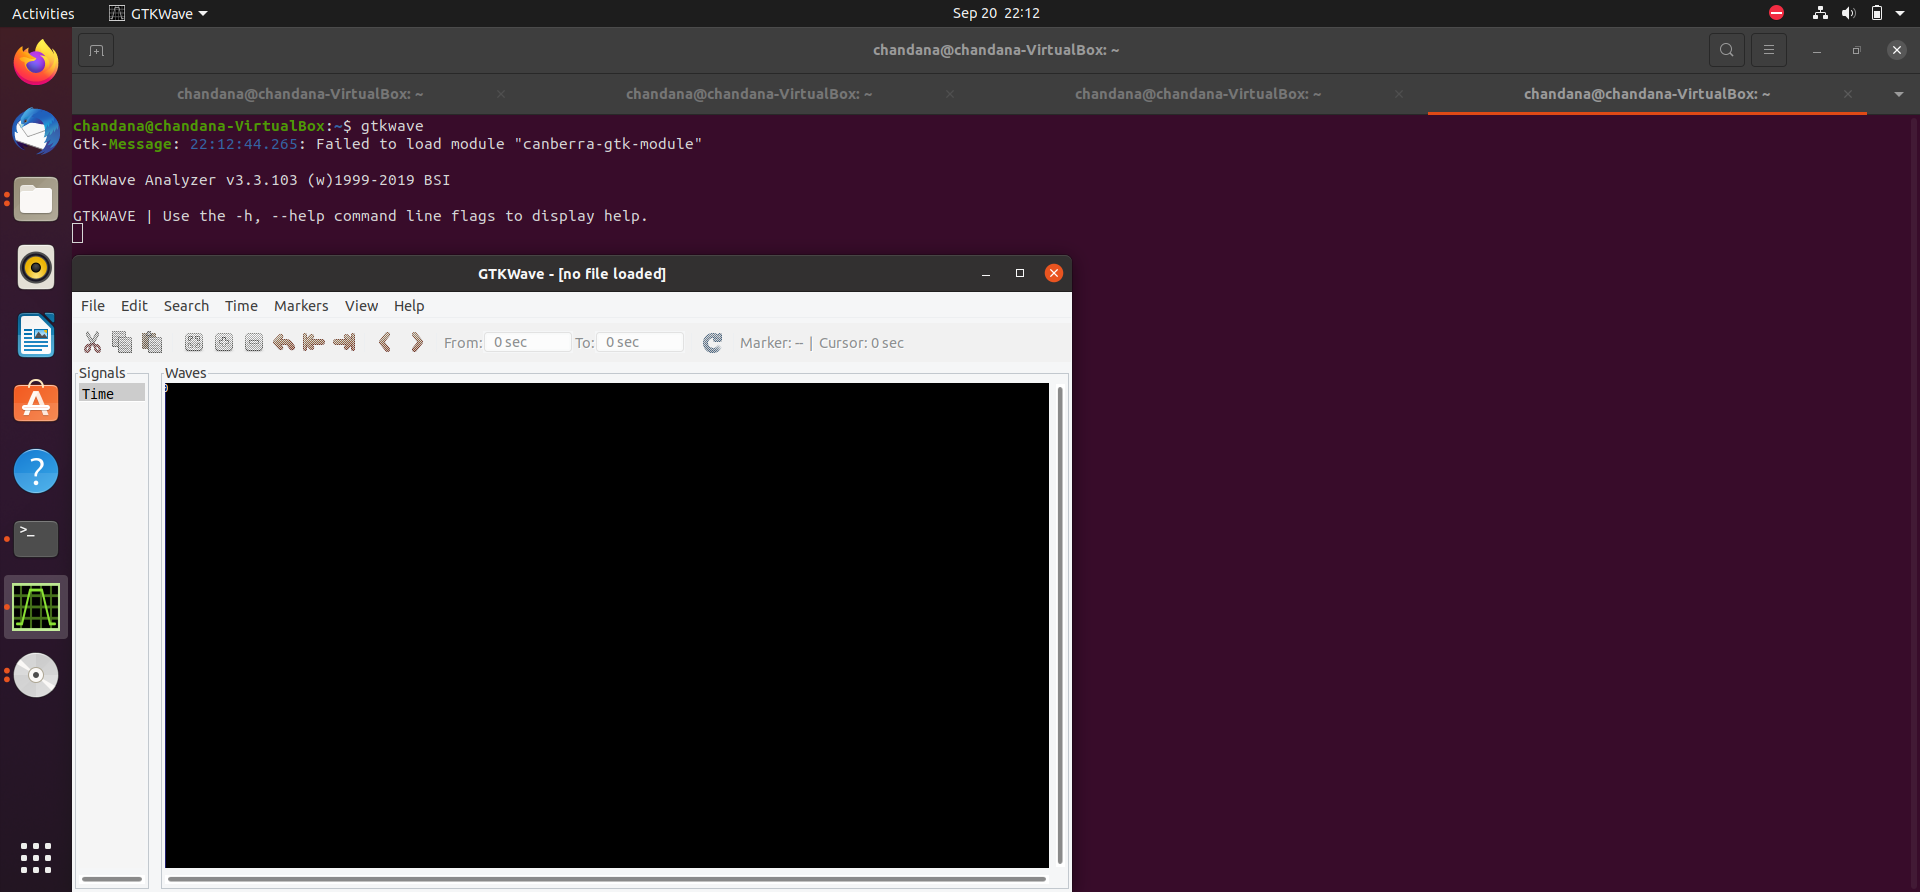 Activities GTKWave Sep 20 22:12
chandana@chandana-VirtualBox: ~
chandana@chandana-VirtualBox: ~ chandana@chandana-VirtualBox: ~ chandana@chandana-VirtualBox: ~ chandana@chandana-VirtualBox: ~
chandana@chandana-VirtualBox:~$ gtkwave
Gtk-Message: 22:12:44.265: Failed to load module "canberra-gtk-module"
GTKWave Analyzer v3.3.103 (w)1999-2019 BSI
GTKWAVE | Use the -h, --help command line flags to display help.
GTKWave - [no file loaded]
File Edit Search Time Markers View Help
From: 0 sec To: 0 sec Marker: -- | Cursor: 0 sec
Signals Waves
Time